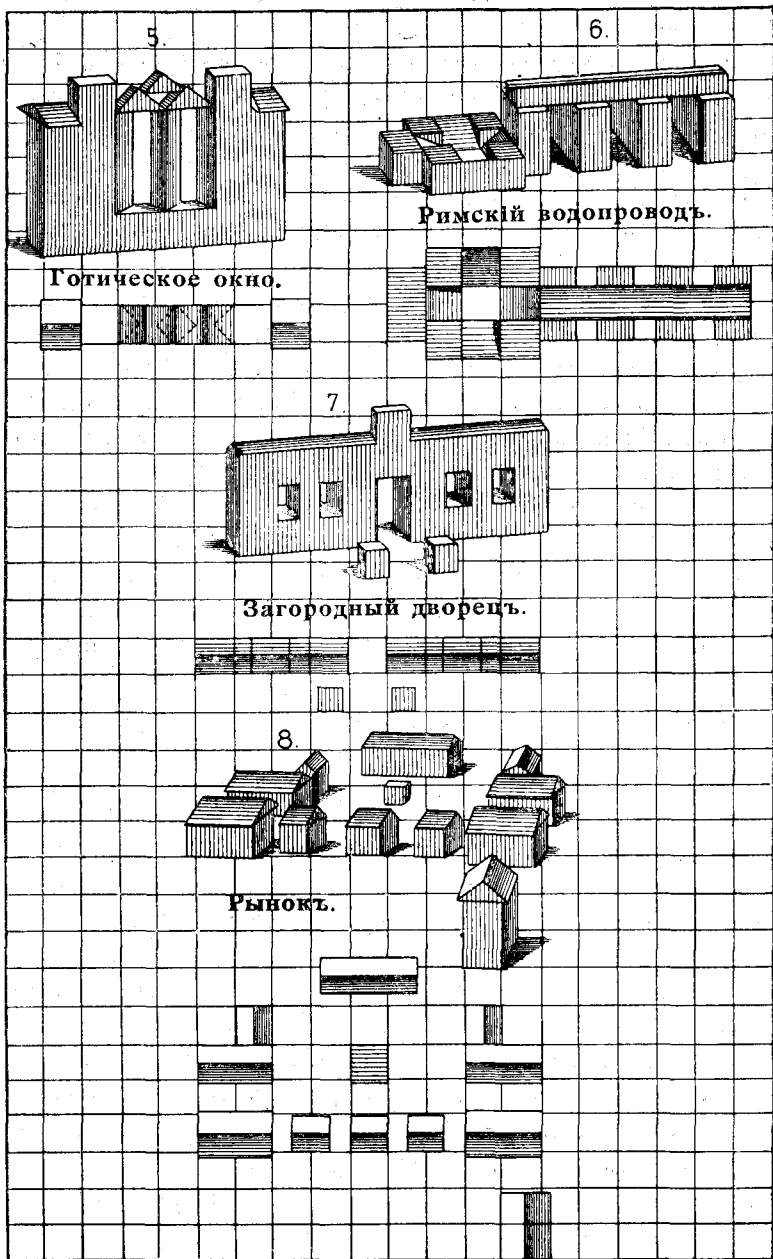 5.
6.
Римскій водопроводъ.
Готическое окно.
7
Загородный дворецъ.
8.
Рынокъ.